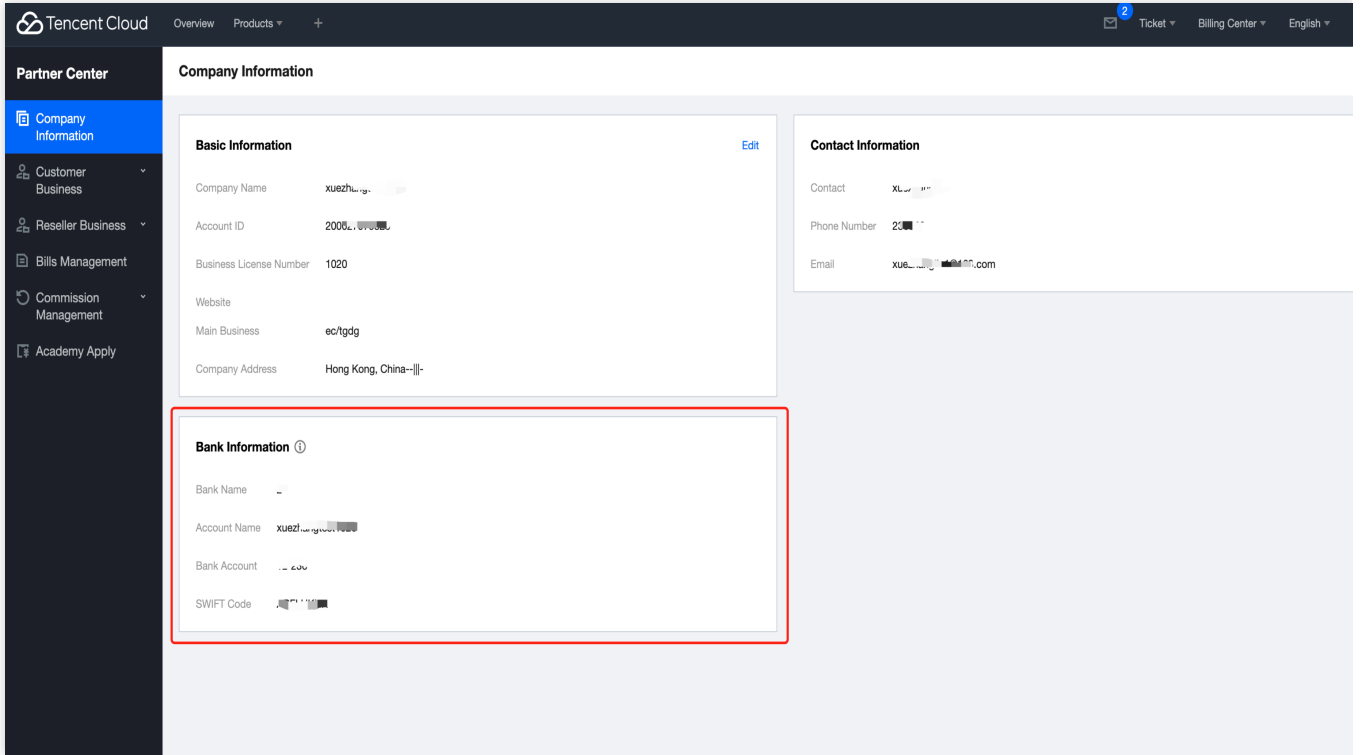 Tencent Cloud Overview Products + 2 Ticket Billing Center English
Partner Center
Company Information
Customer Business
Reseller Business
Bills Management
Commission Management
Academy Apply
Company Information
Basic Information Edit
Company Name
Account ID
Business License Number 1020
Website
Main Business ec/tgdg
Company Address Hong Kong, China--|||-
Contact Information
Contact
Phone Number
Email .com
Bank Information
Bank Name
Account Name
Bank Account
SWIFT Code